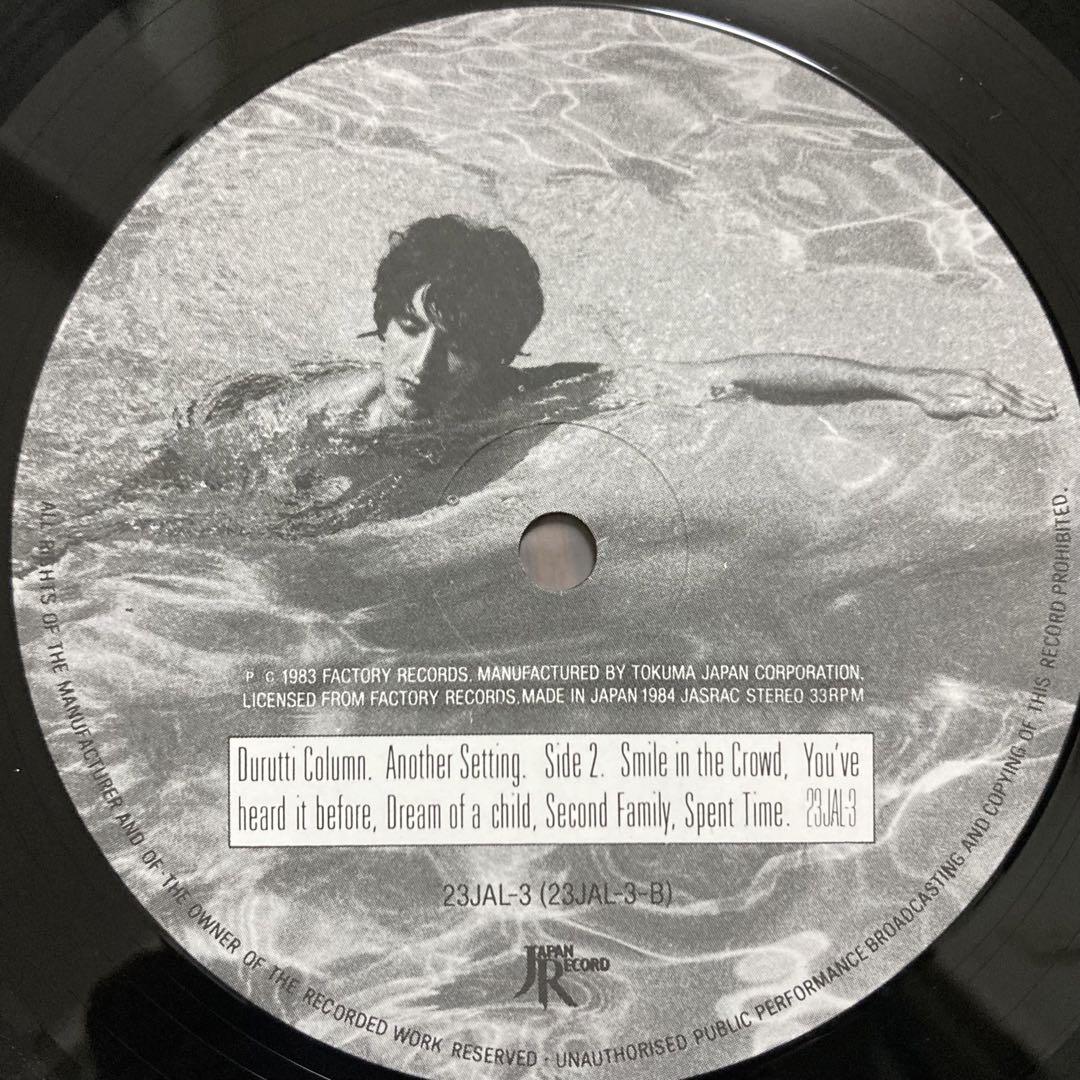 P C 1983 FACTORY RECORDS. MANUFACTURED BY TOKUMA JAPAN CORPORATION.
LICENSED FROM FACTORY RECORDS. MADE IN JAPAN 1984 JASRAC STEREO 33RPM
Durutti Column. Another Setting. Side 2. Smile in the Crowd, You've
heard it before, Dream of a child, Second Family, Spent Time. 23JAL-3
23JAL-3 (23JAL-3-B)
JAPAN
RECORD
ALL RIGHTS OF THE MANUFACTURER AND OF THE OWNER OF THE RECORDED WORK RESERVED · UNAUTHORISED PUBLIC PERFORMANCE BROADCASTING AND COPYING OF THIS RECORD PROHIBITED.